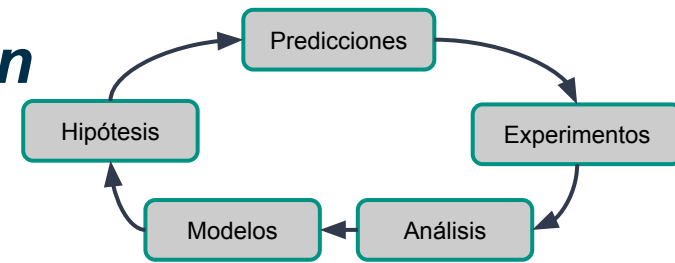 n
Predicciones
Hipótesis
Experimentos
Modelos
Análisis